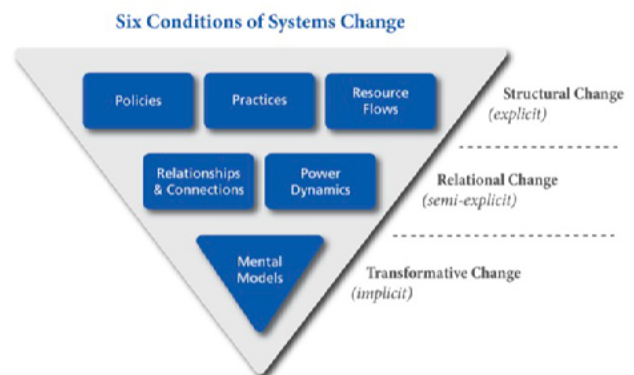 Six Conditions of Systems Change
Policies
Practices
Resource
Flows
Structural Change
(explicit)
Relationships
& Connections
Power
Dynamics
Relational Change
(semi-explicit)
Mental
Models
Transformative Change
(implicit)